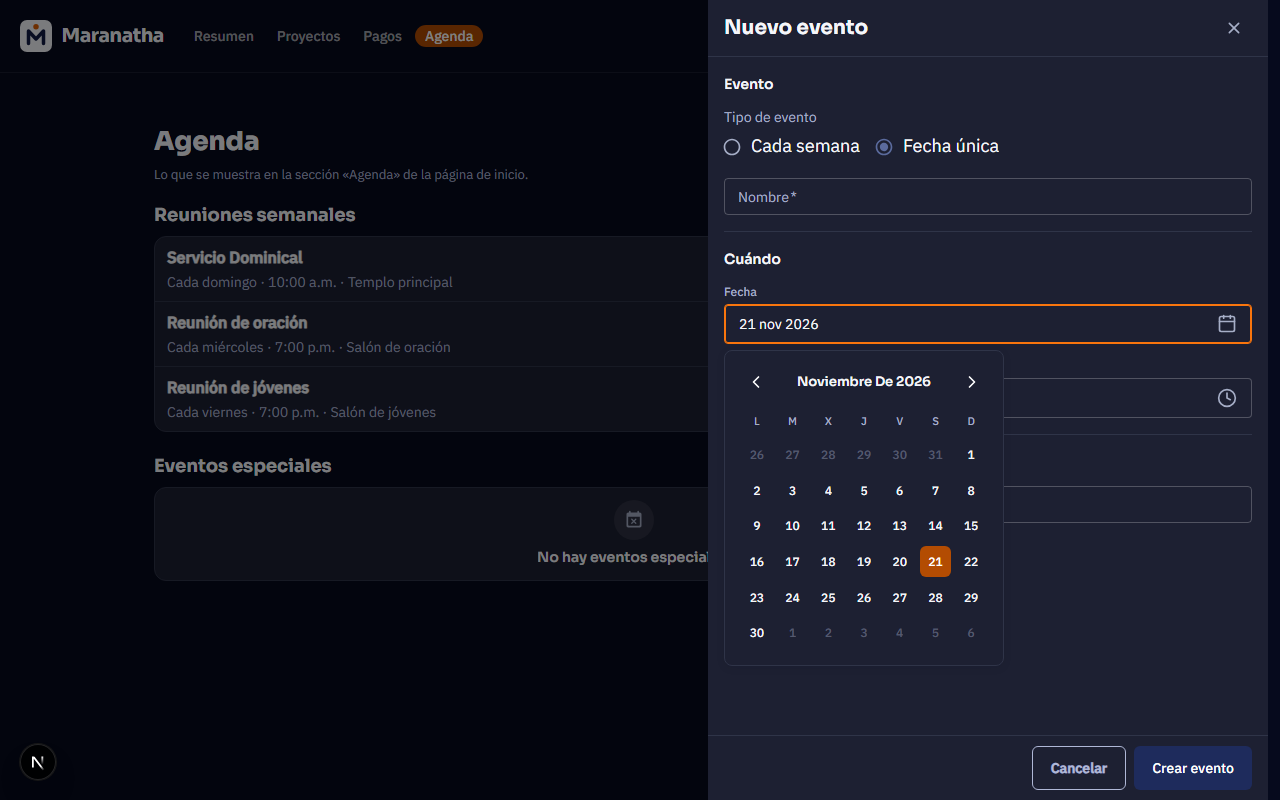 Maranatha
Resumen Proyectos Pagos Agenda
Agenda
Lo que se muestra en la sección «Agenda» de la página de inicio.
Reuniones semanales
Servicio Dominical
Cada domingo · 10:00 a.m. · Templo principal
Reunión de oración
Cada miércoles · 7:00 p.m. · Salón de oración
Reunión de jóvenes
Cada viernes · 7:00 p.m. · Salón de jóvenes
Eventos especiales
No hay eventos especial
Nuevo evento
Evento
Tipo de evento
Cada semana Fecha única
Nombre*
Cuándo
Fecha
21 nov 2026
Noviembre De 2026
L M X J V S D
26 27 28 29 30 31 1
2 3 4 5 6 7 8
9 10 11 12 13 14 15
16 17 18 19 20 21 22
23 24 25 26 27 28 29
30 1 2 3 4 5 6
Cancelar Crear evento